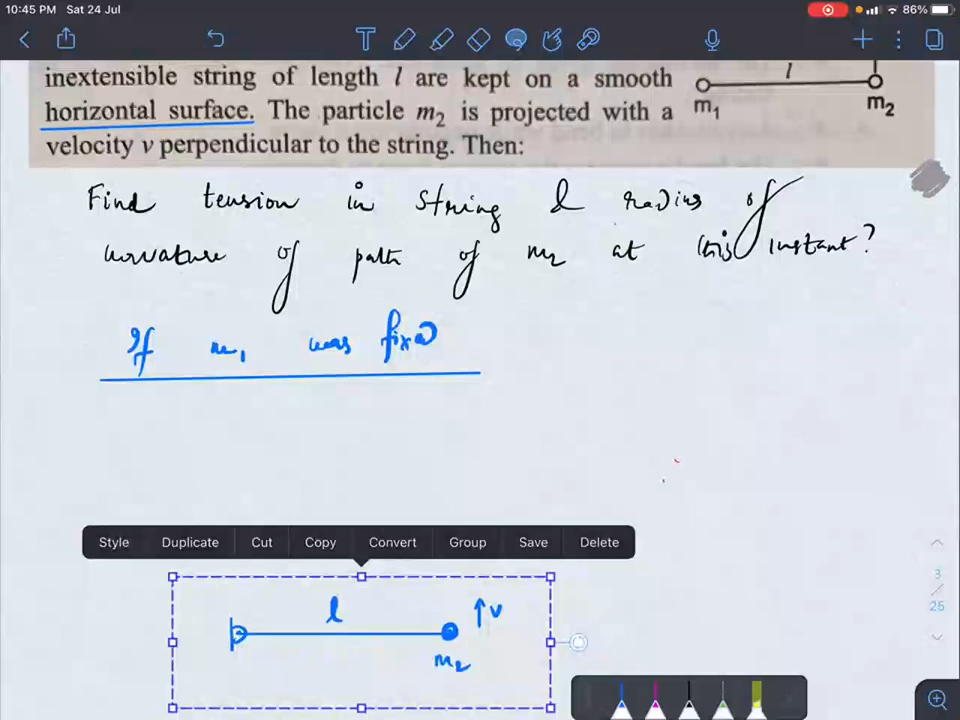 10:45 PM Sat 24 Jul
86%
inextensible string of length l are kept on a smooth
horizontal surface. The particle m₂ is projected with a
velocity v perpendicular to the string. Then:
l
m₁ m₂
Find tension in string & radius of
curvature of path of m₂ at this instant?
If m₁ was fixed
Style Duplicate Cut Copy Convert Group Save Delete
3
/
25
l
v
m₂